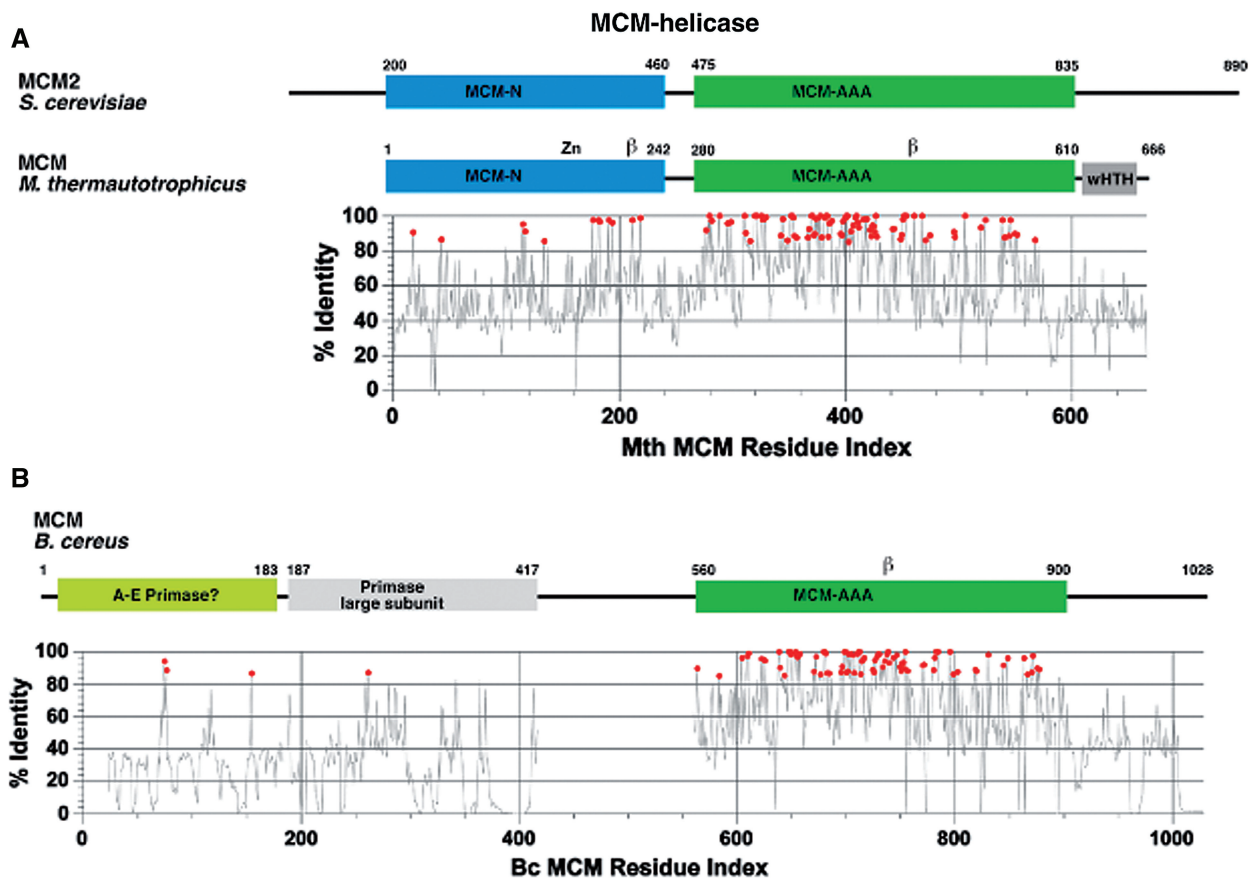 MCM-helicase
A
200 460 475 835 890
MCM2
S. cerevisiae
MCM-N MCM-AAA
1 Zn β 242 280 β 610 666
MCM
M. thermautotrophicus
MCM-N MCM-AAA wHTH
100
80
60
40
20
0
% Identity
0 200 400 600
Mth MCM Residue Index
B
MCM
B. cereus
1 183 187 417 560 β 900 1028
A-E Primase?
Primase
large subunit
MCM-AAA
100
80
60
40
20
0
% Identity
0 200 400 600 800 1000
Bc MCM Residue Index